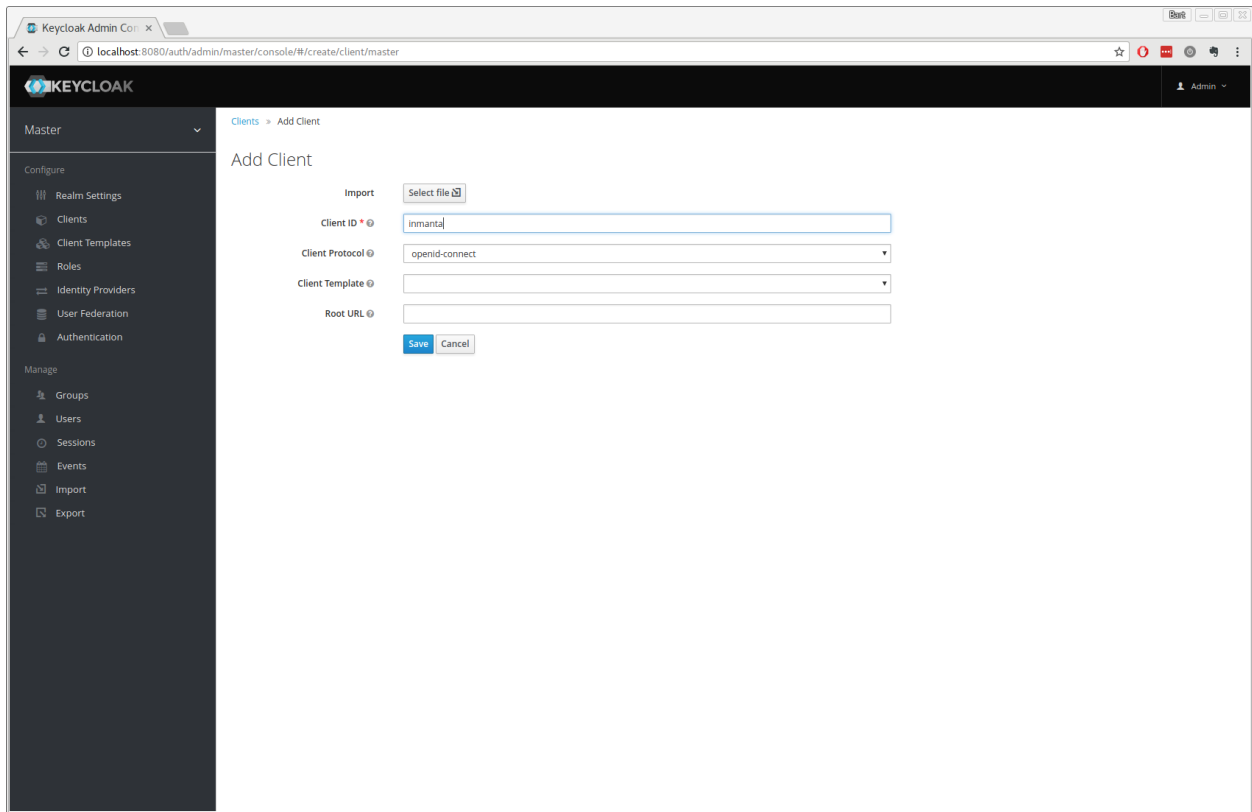 Bart
Keycloak Admin Con
localhost:8080/auth/admin/master/console/#/create/client/master
KEYCLOAK
Admin
Master
Clients » Add Client
Add Client
Configure
Realm Settings
Clients
Client Templates
Roles
Identity Providers
User Federation
Authentication
Manage
Groups
Users
Sessions
Events
Import
Export
Import Select file
Client ID * inmanta
Client Protocol openid-connect
Client Template
Root URL
Save Cancel